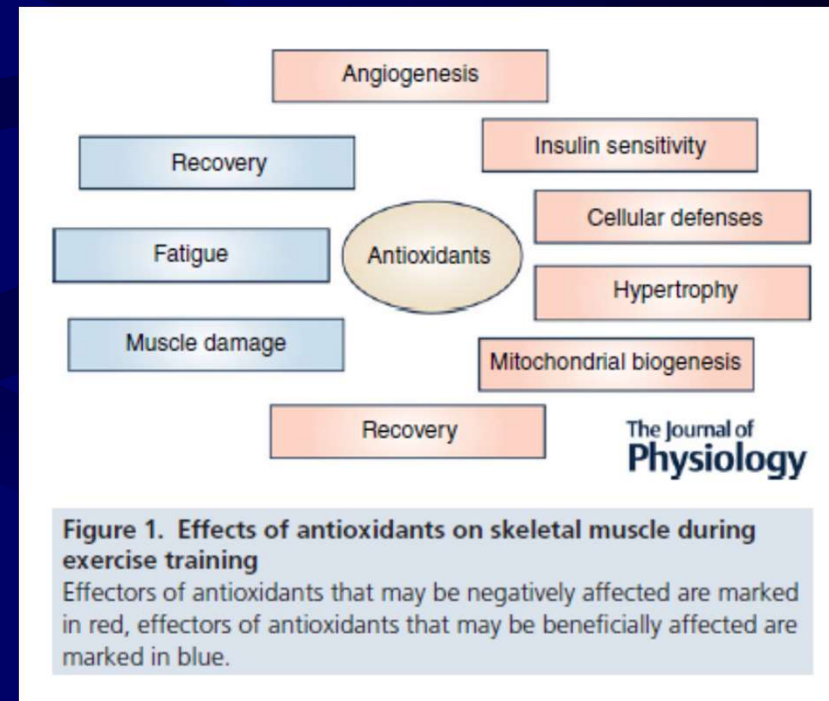 Angiogenesis
Recovery
Insulin sensitivity
Cellular defenses
Fatigue
Antioxidants
Hypertrophy
Muscle damage
Mitochondrial biogenesis
Recovery
The Journal of
Physiology
Figure 1. Effects of antioxidants on skeletal muscle during
exercise training
Effectors of antioxidants that may be negatively affected are marked
in red, effectors of antioxidants that may be beneficially affected are
marked in blue.